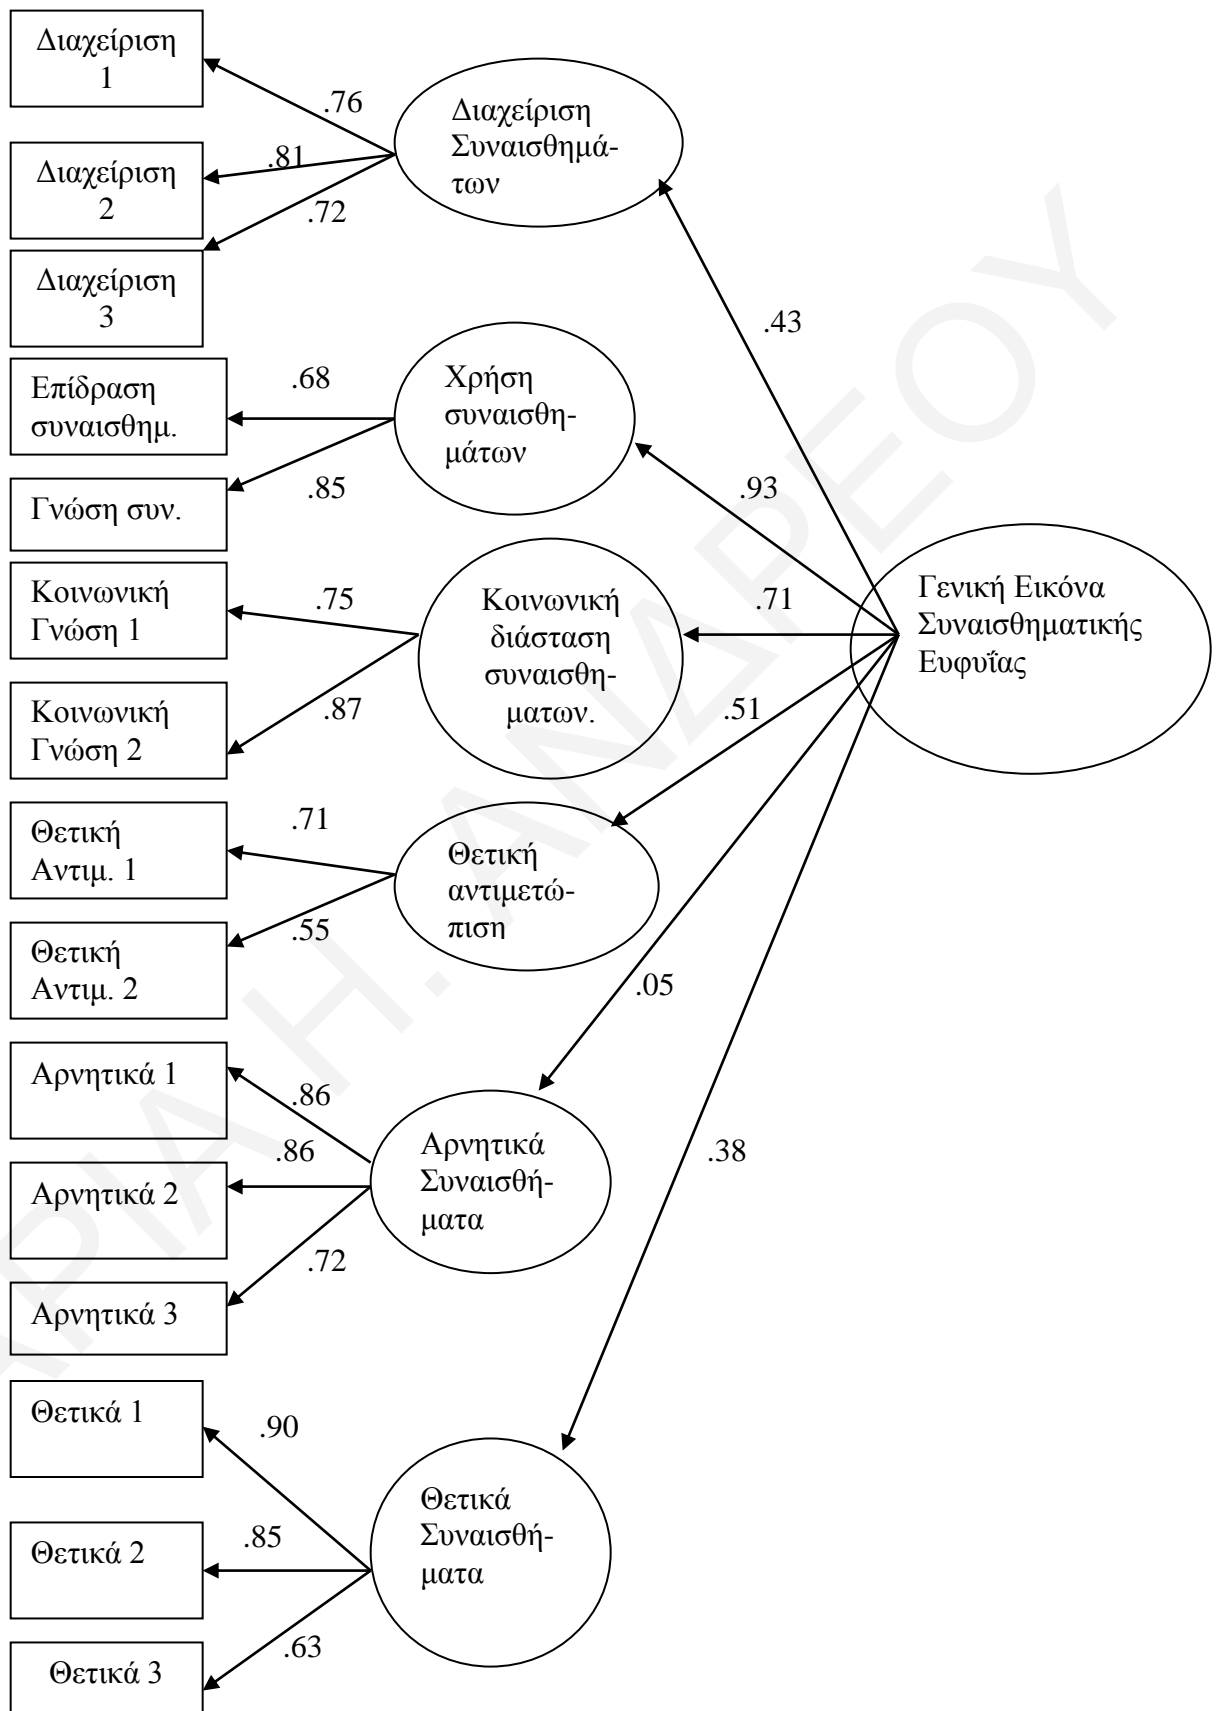 Διαχείριση
1
.76
Διαχείριση
Συναισθημά-
των
.81
Διαχείριση
2
.72
Διαχείριση
3
.43
Επίδραση
συναισθημ.
.68
Χρήση
συναισθη-
μάτων
Γνώση συν.
.85
.93
Κοινωνική
Γνώση 1
.75
Κοινωνική
διάσταση
συναισθη-
ματων.
.71
Γενική Εικόνα
Συναισθηματικής
Ευφυΐας
Κοινωνική
Γνώση 2
.87
.51
Θετική
Αντιμ. 1
.71
Θετική
αντιμετώ-
πιση
Θετική
Αντιμ. 2
.55
.05
Αρνητικά 1
.86
Αρνητικά 2
.86
Αρνητικά
Συναισθή-
ματα
.38
Αρνητικά 3
.72
Θετικά 1
.90
Θετικά 2
.85
Θετικά
Συναισθή-
ματα
Θετικά 3
.63
ΑΡΙΑ Η. ΑΝΔΡΕΟΥ